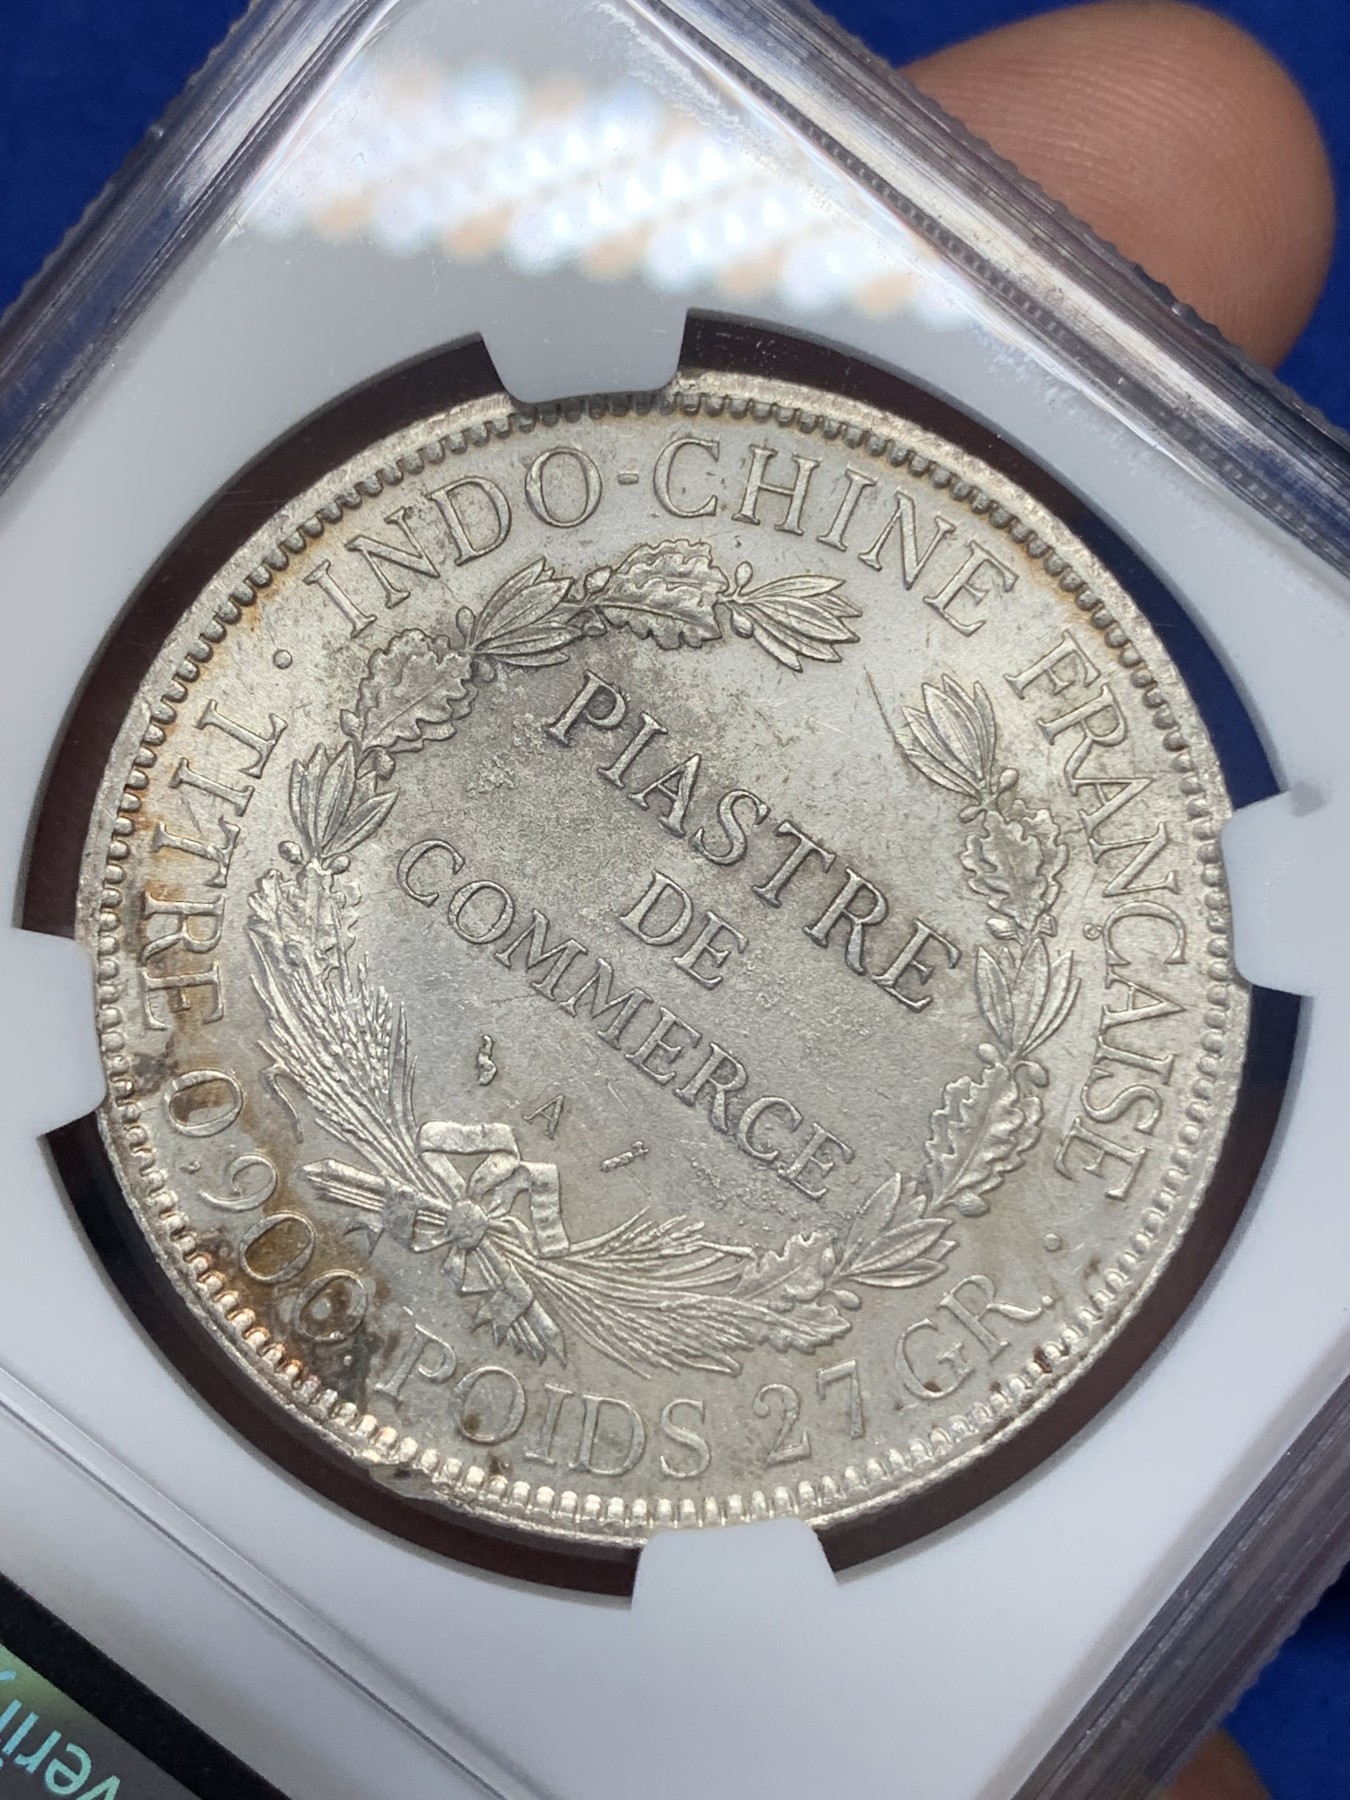 INDO-CHINE FRANÇAISE .
TITRE 0,900. POIDS 27 GR. .
PIASTRE
DE
COMMERCE
A